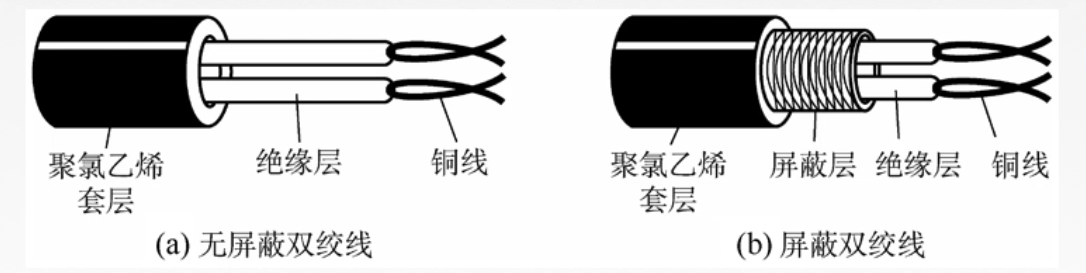 绝缘层
铜线
聚氯乙烯
套层
(a) 无屏蔽双绞线
屏蔽层
绝缘层
铜线
聚氯乙烯
套层
(b) 屏蔽双绞线